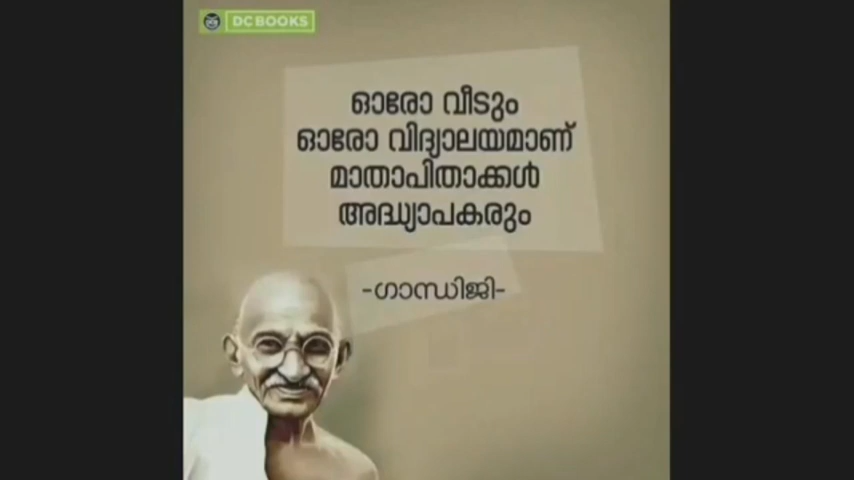 DC BOOKS
ഓരോ വീടും
ഓരോ വിദ്യാലയമാണ്
മാതാപിതാക്കൾ
അദ്ധ്യാപകരും
-ഗാന്ധിജി-